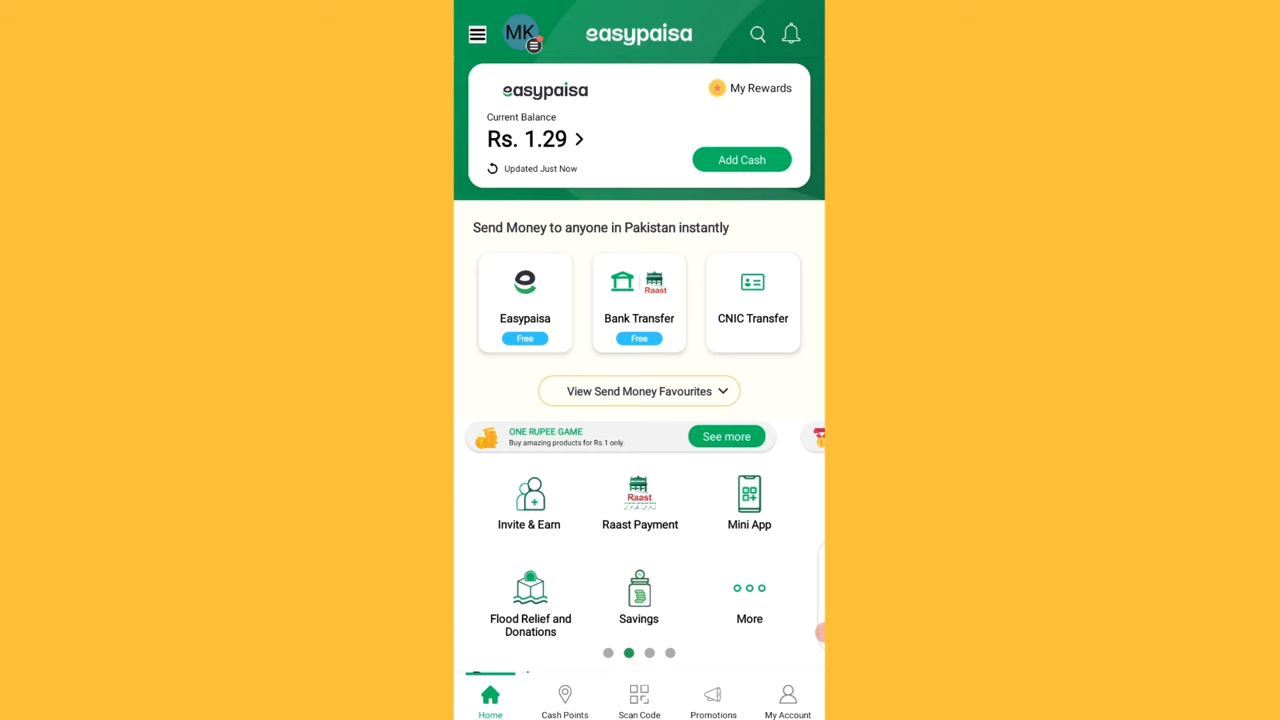 MK
easypaisa
easypaisa
My Rewards
Current Balance
Rs. 1.29
Updated Just Now
Add Cash
Send Money to anyone in Pakistan instantly
Raast
Easypaisa
Bank Transfer
CNIC Transfer
Free
Free
View Send Money Favourites
ONE RUPEE GAME
Buy amazing products for Rs.1 only.
See more
Raast
Invite & Earn
Raast Payment
Mini App
Flood Relief and
Donations
Savings
More
Home
Cash Points
Scan Code
Promotions
My Account